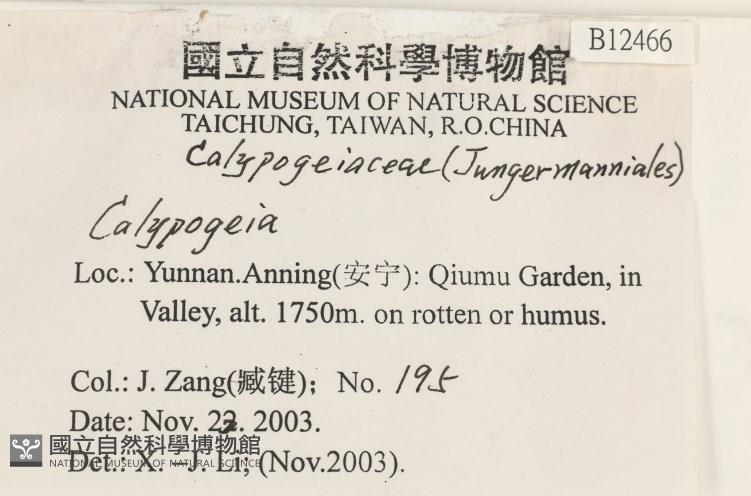 B12466
國立自然科學博物館
NATIONAL MUSEUM OF NATURAL SCIENCE
TAICHUNG, TAIWAN, R.O.CHINA
Calypogeiaceae (Jungermanniales)
Calypogeia
Loc.: Yunnan.Anning(安宁): Qiumu Garden, in
Valley, alt. 1750m. on rotten or humus.
Col.: J. Zang(臧键); No. 195
Date: Nov. 22. 2003.
國立自然科學博物館
NATIONAL MUSEUM OF NATURAL SCIENCE
Det.: X. -J. Li, (Nov.2003).